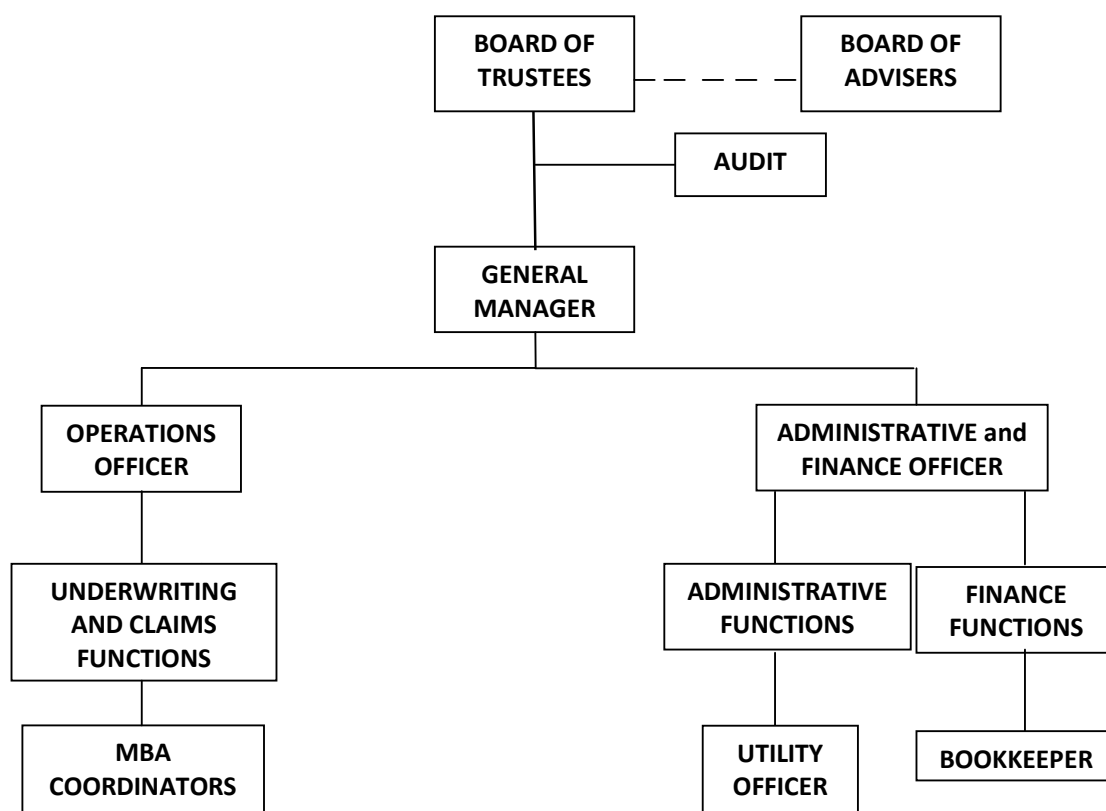 BOARD OF
TRUSTEES
BOARD OF
ADVISERS
AUDIT
GENERAL
MANAGER
OPERATIONS
OFFICER
ADMINISTRATIVE and
FINANCE OFFICER
UNDERWRITING
AND CLAIMS
FUNCTIONS
ADMINISTRATIVE
FUNCTIONS
FINANCE
FUNCTIONS
MBA
COORDINATORS
UTILITY
OFFICER
BOOKKEEPER